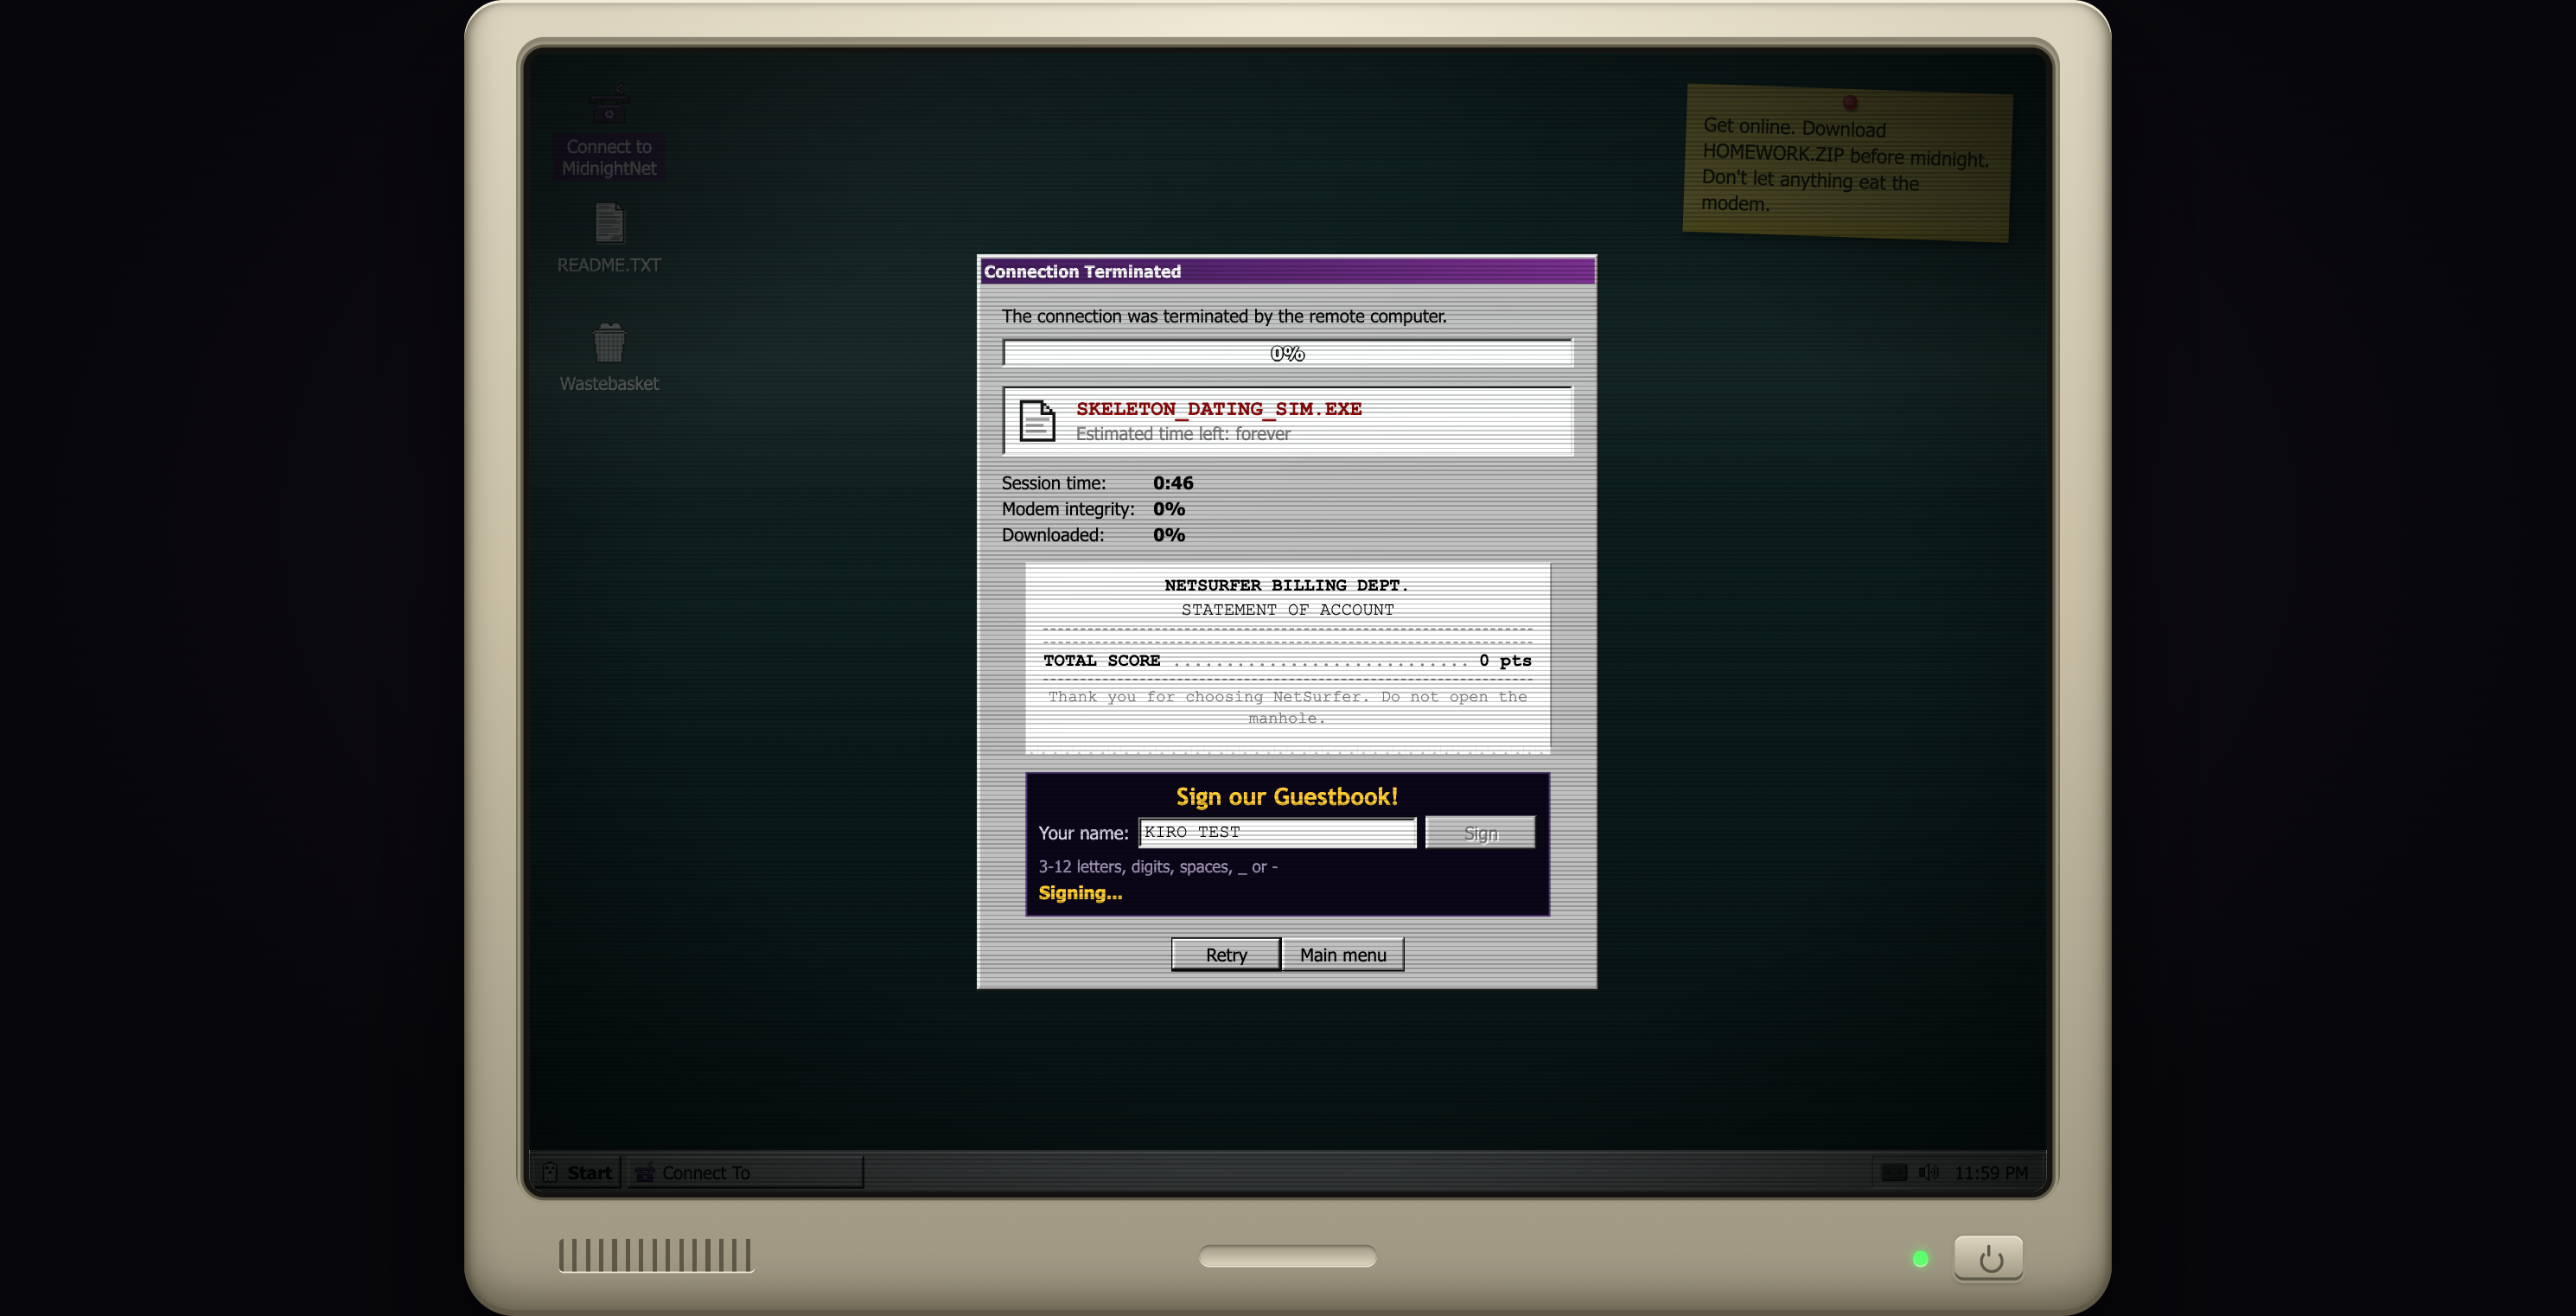 Connect to
MidnightNet
README.TXT
Wastebasket
Get online. Download
HOMEWORK.ZIP before midnight.
Don't let anything eat the
modem.
Connection Terminated
The connection was terminated by the remote computer.
0%
SKELETON_DATING_SIM.EXE
Estimated time left: forever
Session time: 0:46
Modem integrity: 0%
Downloaded: 0%
NETSURFER BILLING DEPT.
STATEMENT OF ACCOUNT
TOTAL SCORE ............................ 0 pts
Thank you for choosing NetSurfer. Do not open the
manhole.
Sign our Guestbook!
Your name: KIRO TEST Sign
3-12 letters, digits, spaces, _ or -
Signing...
Retry Main menu
Start Connect To 11:59 PM